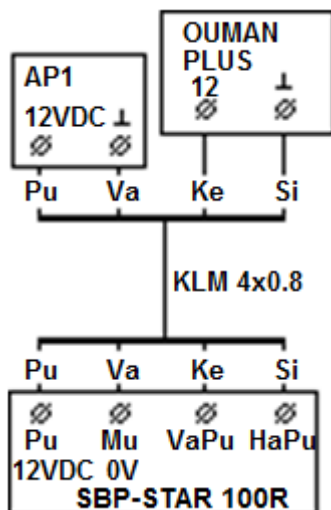 OUMAN
PLUS
12 ⊥
AP1
12VDC ⊥
Pu Va Ke Si
KLM 4x0.8
Pu Va Ke Si
Pu Mu VaPu HaPu
12VDC 0V
SBP-STAR 100R